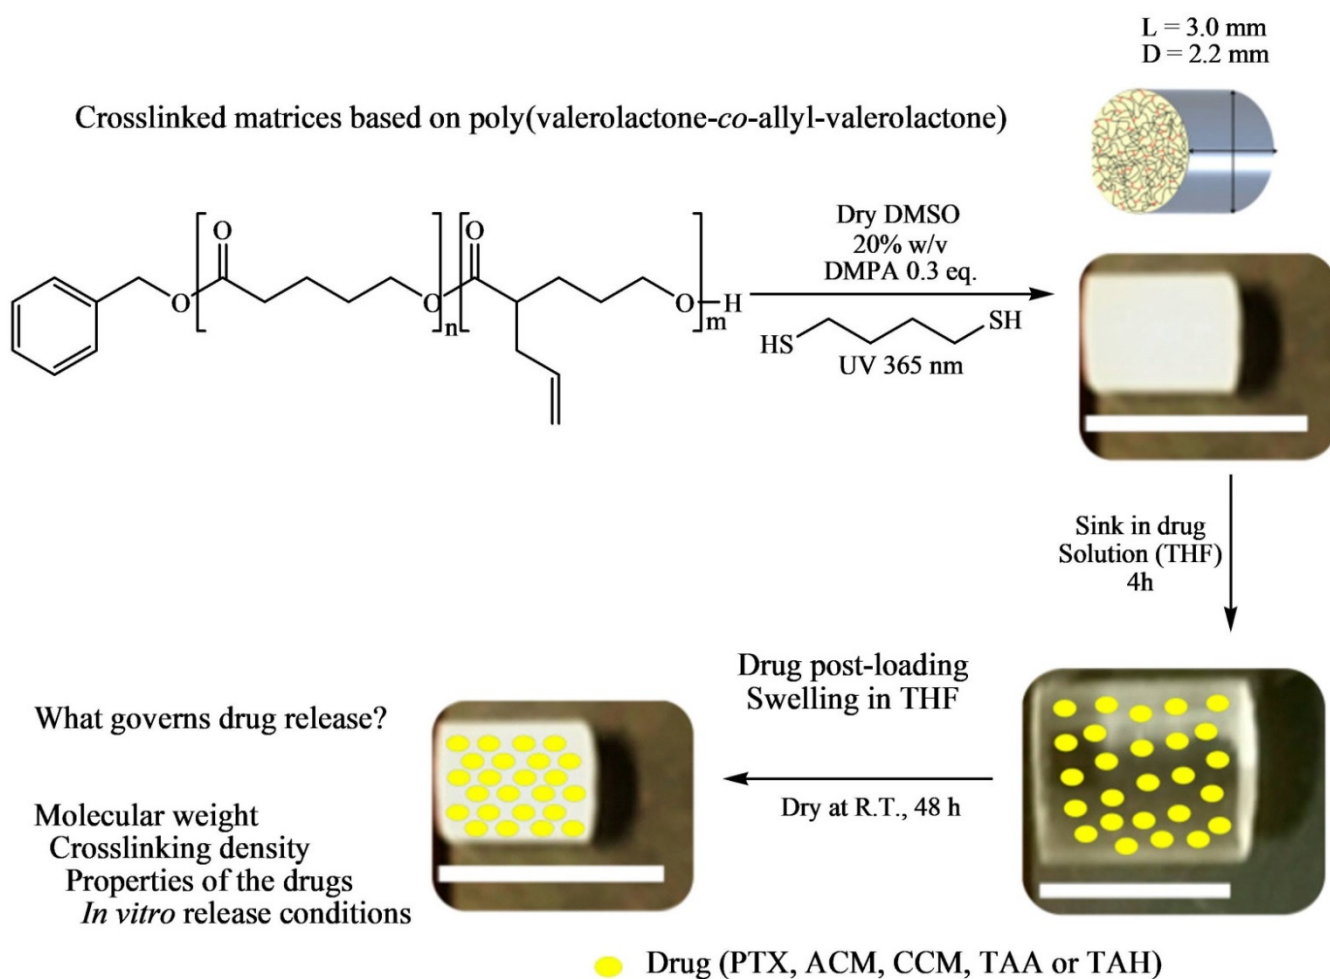 L = 3.0 mm
D = 2.2 mm
Crosslinked matrices based on poly(valerolactone-co-allyl-valerolactone)
O
O
O
n
O
O
H
m
Dry DMSO
20% w/v
DMPA 0.3 eq.
HS
SH
UV 365 nm
Sink in drug
Solution (THF)
4h
Drug post-loading
Swelling in THF
Dry at R.T., 48 h
What governs drug release?
Molecular weight
Crosslinking density
Properties of the drugs
In vitro release conditions
Drug (PTX, ACM, CCM, TAA or TAH)